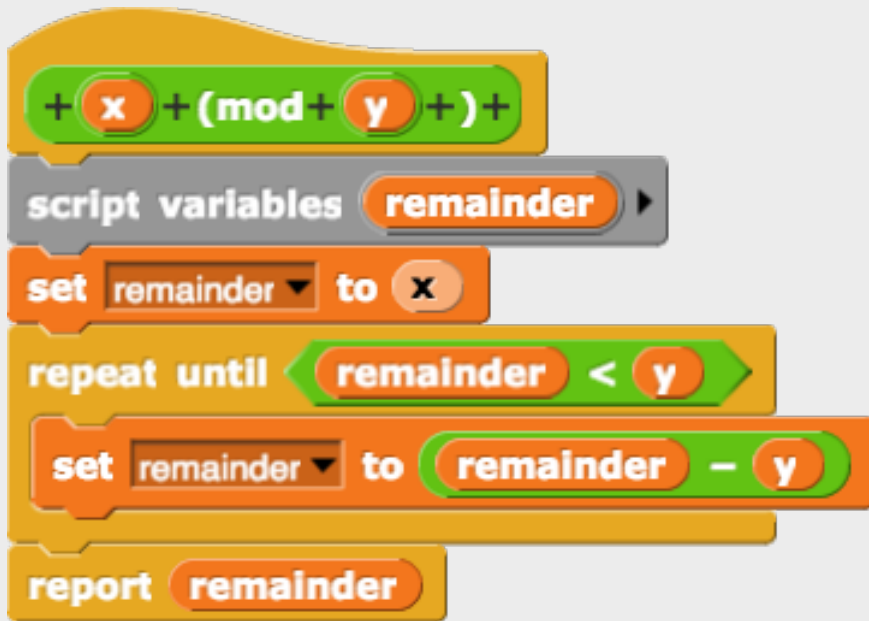 + x + (mod + y + ) +
script variables remainder
set remainder to x
repeat until remainder < y
set remainder to remainder - y
report remainder